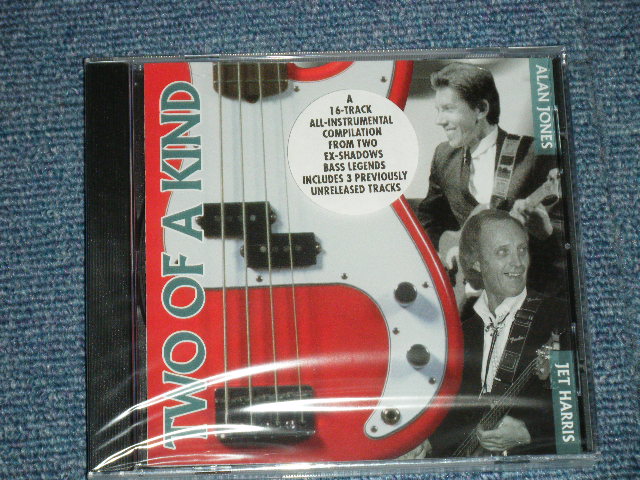 TWO OF A KIND
A
16-TRACK
ALL-INSTRUMENTAL
COMPILATION
FROM TWO
EX-SHADOWS
BASS LEGENDS
INCLUDES 3 PREVIOUSLY
UNRELEASED TRACKS
ALAN JONES
JET HARRIS